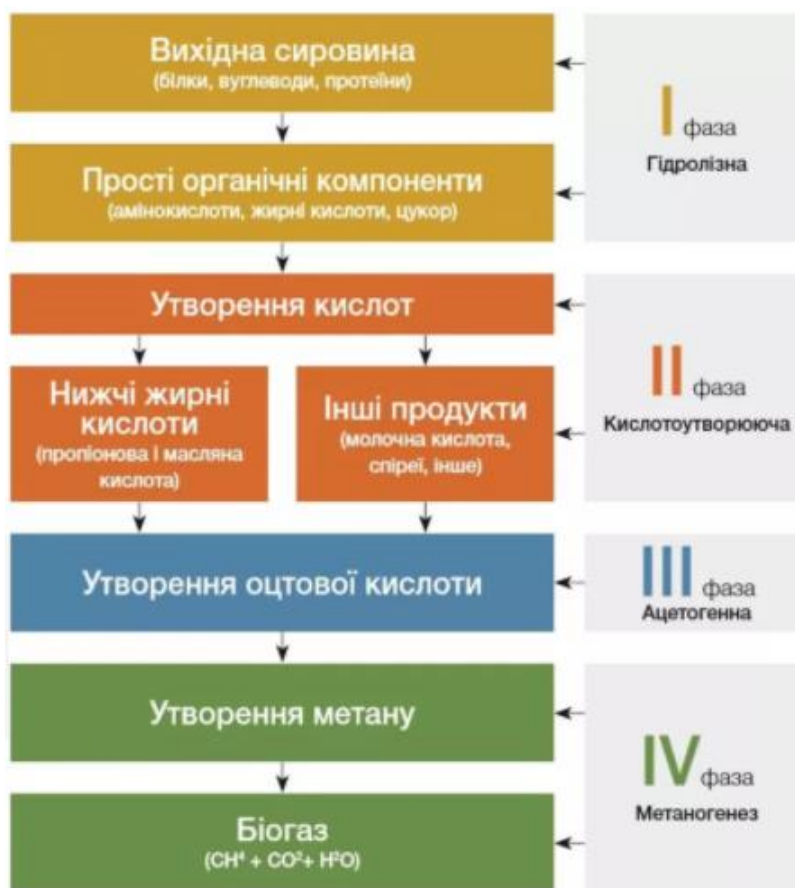 Вихідна сировина
(білки, вуглеводи, протеїни)
I фаза
Гідролізна
Прості органічні компоненти
(амінокислоти, жирні кислоти, цукор)
Утворення кислот
II фаза
Кислотоутворююча
Нижчі жирні
кислоти
(пропіонова і масляна
кислота)
Інші продукти
(молочна кислота,
спіреї, інше)
Утворення оцтової кислоти
III фаза
Ацетогенна
Утворення метану
IV фаза
Метаногенез
Біогаз
(CH⁴ + CO²+ H²O)